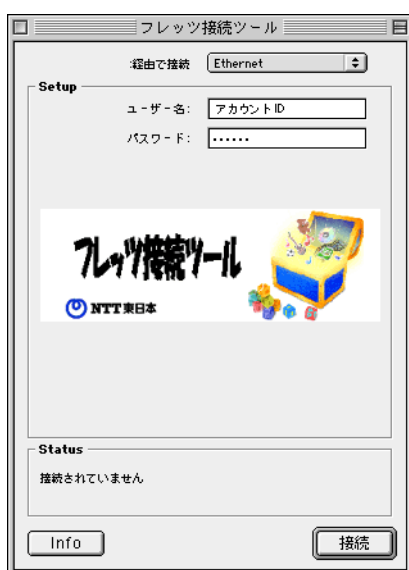 フレッツ接続ツール
:経由で接続 Ethernet
Setup
ユーザー名: アカウントID
パスワード: ••••••
フレッツ接続ツール
NTT東日本
Status
接続されていません
Info 接続